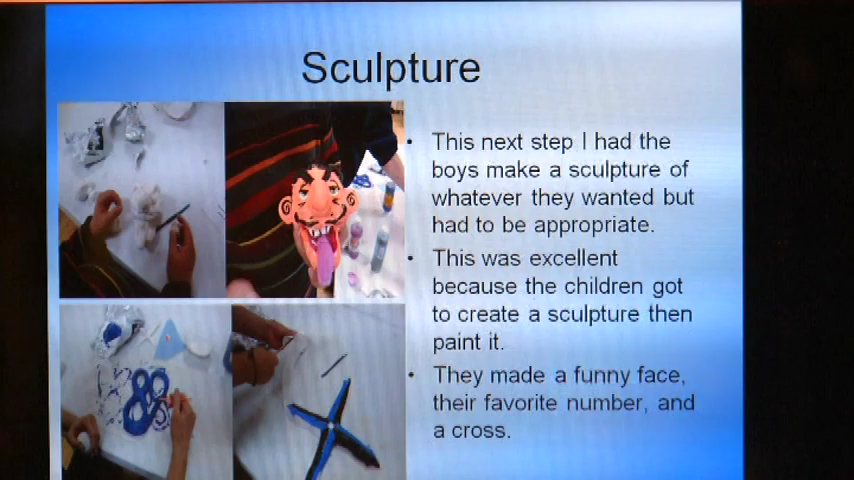 Sculpture
• This next step I had the
boys make a sculpture of
whatever they wanted but
had to be appropriate.
• This was excellent
because the children got
to create a sculpture then
paint it.
• They made a funny face,
their favorite number, and
a cross.